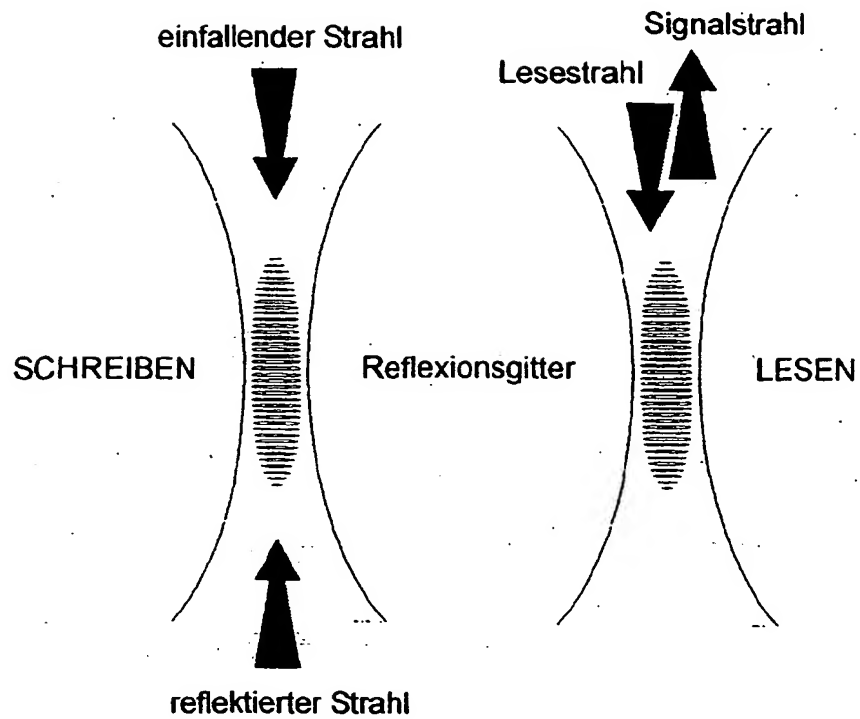 einfallender Strahl
Signalstrahl
Lesestrahl
SCHREIBEN
Reflexionsgitter
LESEN
reflektierter Strahl